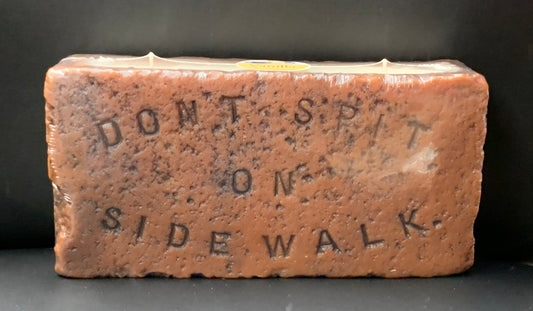 DONT SPIT
ON
SIDEWALK.